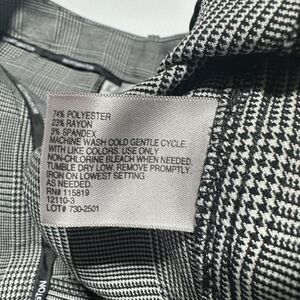 74% POLYESTER
23% RAYON
3% SPANDEX
MACHINE WASH COLD GENTLE CYCLE.
WITH LIKE COLORS. USE ONLY
NON-CHLORINE BLEACH WHEN NEEDED.
TUMBLE DRY LOW. REMOVE PROMPTLY.
IRON ON LOWEST SETTING
AS NEEDED.
RN# 115819
12110-3
LOT# 730-2501